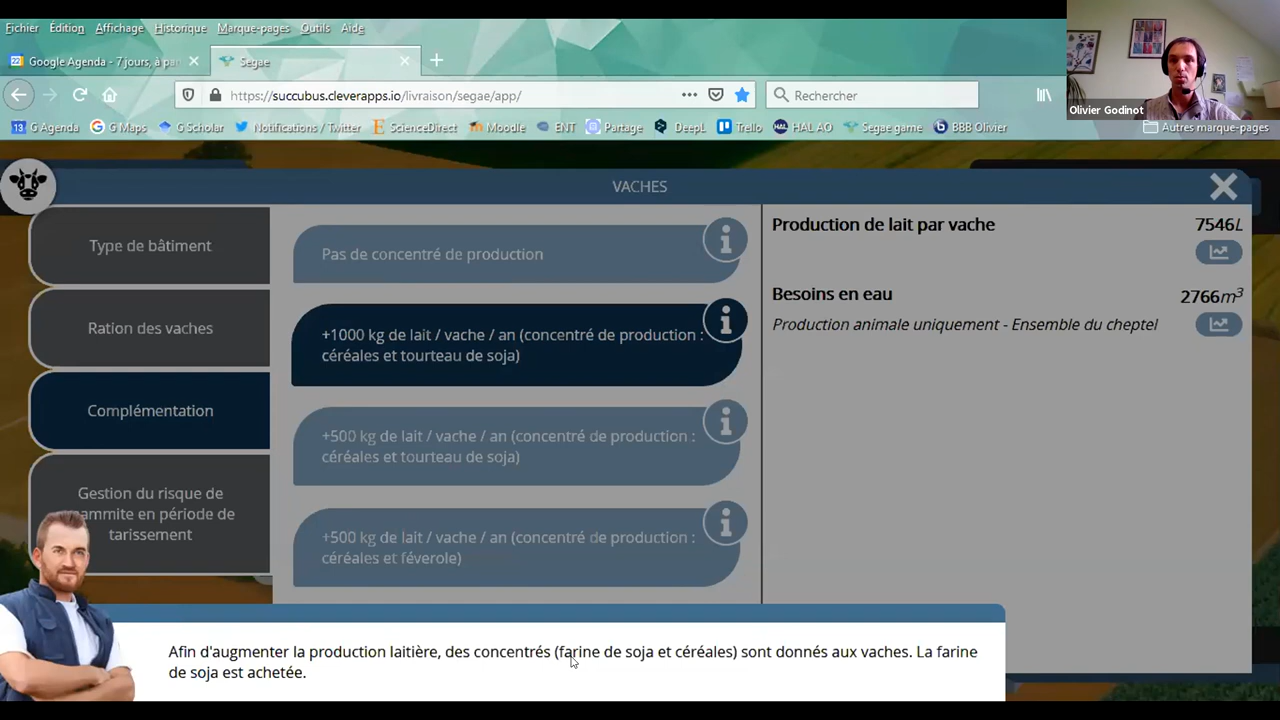 Fichier Édition Affichage Historique Marque-pages Outils Aide
Google Agenda - 7 jours, à pa
Segae
https://succubus.cleverapps.io/livraison/segae/app/
Rechercher
Olivier Godinot
G Agenda G Maps G Scholar Notifications / Twitter ScienceDirect Moodle ENT Partage DeepL Trello HAL AO Segae game BBB Olivier
Autres marque-pages
VACHES
Type de bâtiment
Ration des vaches
Complémentation
Gestion du risque de
mammite en période de
tarissement
Pas de concentré de production
+1000 kg de lait / vache / an (concentré de production :
céréales et tourteau de soja)
+500 kg de lait / vache / an (concentré de production :
céréales et tourteau de soja)
+500 kg de lait / vache / an (concentré de production :
céréales et féverole)
Production de lait par vache 7546L
Besoins en eau 2766m³
Production animale uniquement - Ensemble du cheptel
Afin d'augmenter la production laitière, des concentrés (farine de soja et céréales) sont donnés aux vaches. La farine
de soja est achetée.